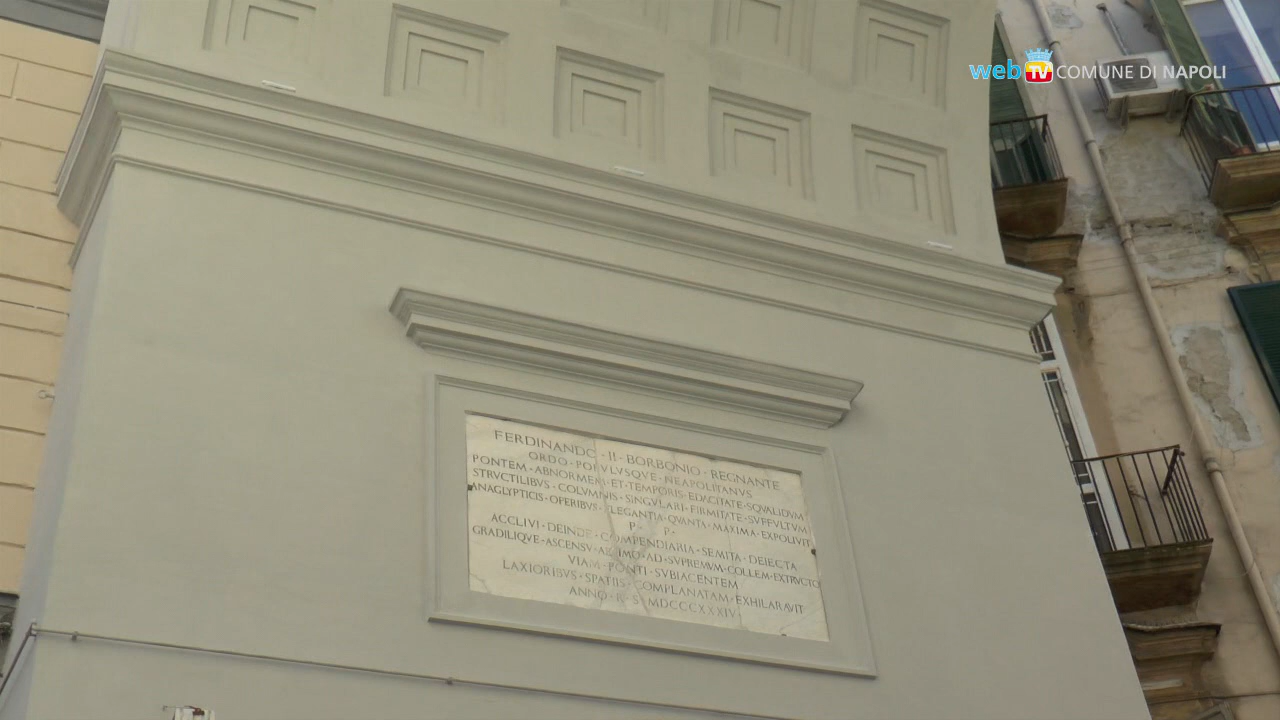 web TV COMUNE DI NAPOLI
FERDINANDO · II · BORBONIO · REGNANTE
ORDO · POPVLVSQVE · NEAPOLITANVS
PONTEM · ABNORMEM · ET · TEMPORIS · EDACITATE · SQVALIDVM
STRVCTILIBVS · COLVMNIS · SINGVLARI · FIRMITATE · SVFFVLTVM
ANAGLYPTICIS · OPERIBVS · ELEGANTIA · QVANTA · MAXIMA · EXPOLIVIT
P · P ·
ACCLIVI · DEINDE · COMPENDIARIA · SEMITA · DEIECTA
GRADILIQVE · ASCENSV · AB · IMO · AD · SVPREMVM · COLLEM · EXTRVCTO
VIAM · PONTI · SVBIACENTEM
LAXIORIBVS · SPATIIS · COMPLANATAM · EXHILARAVIT
ANNO · R · S · MDCCCXXXIV